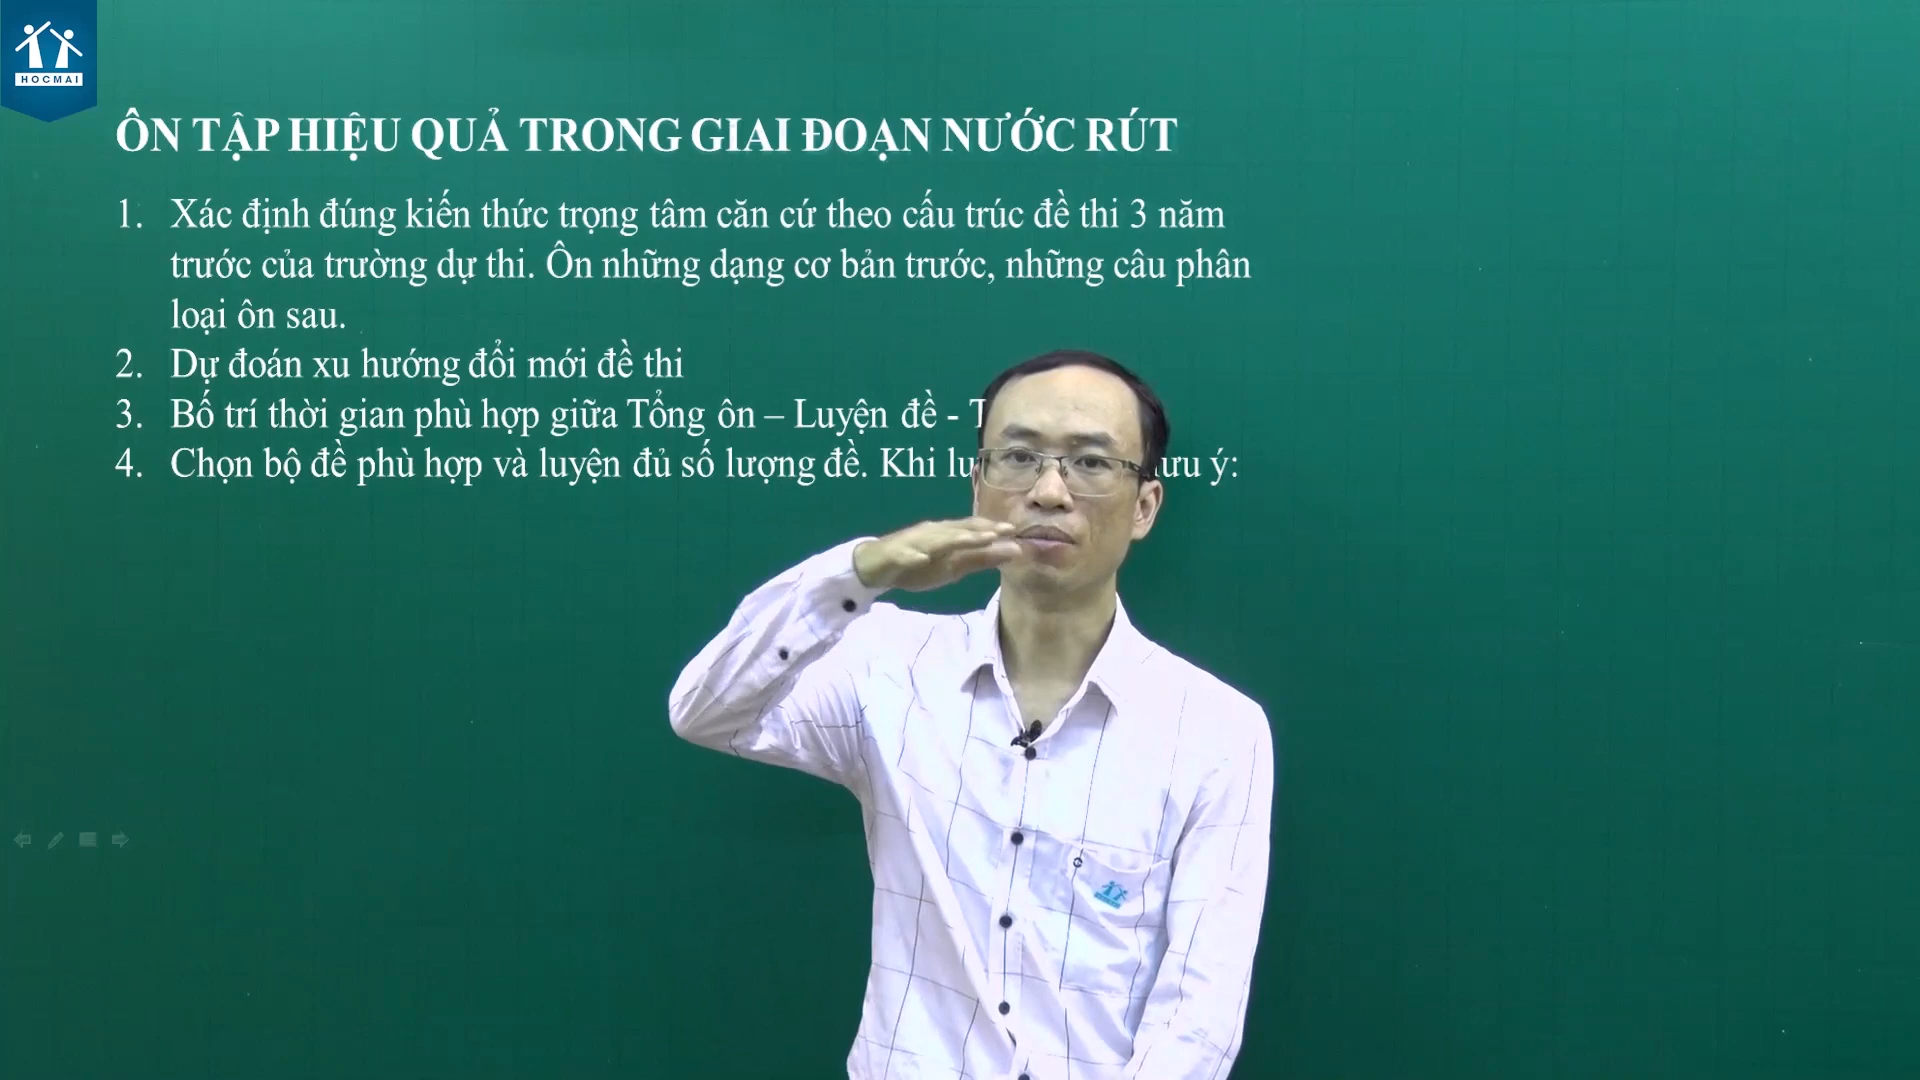 HOCMAI
ÔN TẬP HIỆU QUẢ TRONG GIAI ĐOẠN NƯỚC RÚT
1. Xác định đúng kiến thức trọng tâm căn cứ theo cấu trúc đề thi 3 năm
trước của trường dự thi. Ôn những dạng cơ bản trước, những câu phân
loại ôn sau.
2. Dự đoán xu hướng đổi mới đề thi
3. Bố trí thời gian phù hợp giữa Tổng ôn – Luyện đề -
4. Chọn bộ đề phù hợp và luyện đủ số lượng đề. Khi ý: